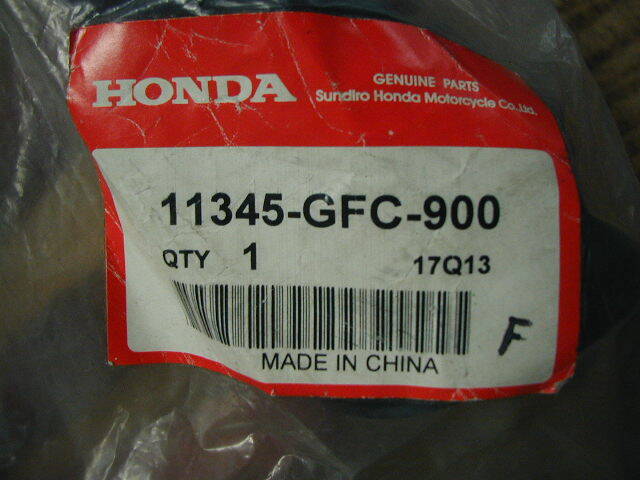 HONDA
GENUINE PARTS
Sundiro Honda Motorcycle Co.,Ltd.
11345-GFC-900
QTY 1 17Q13
F
MADE IN CHINA